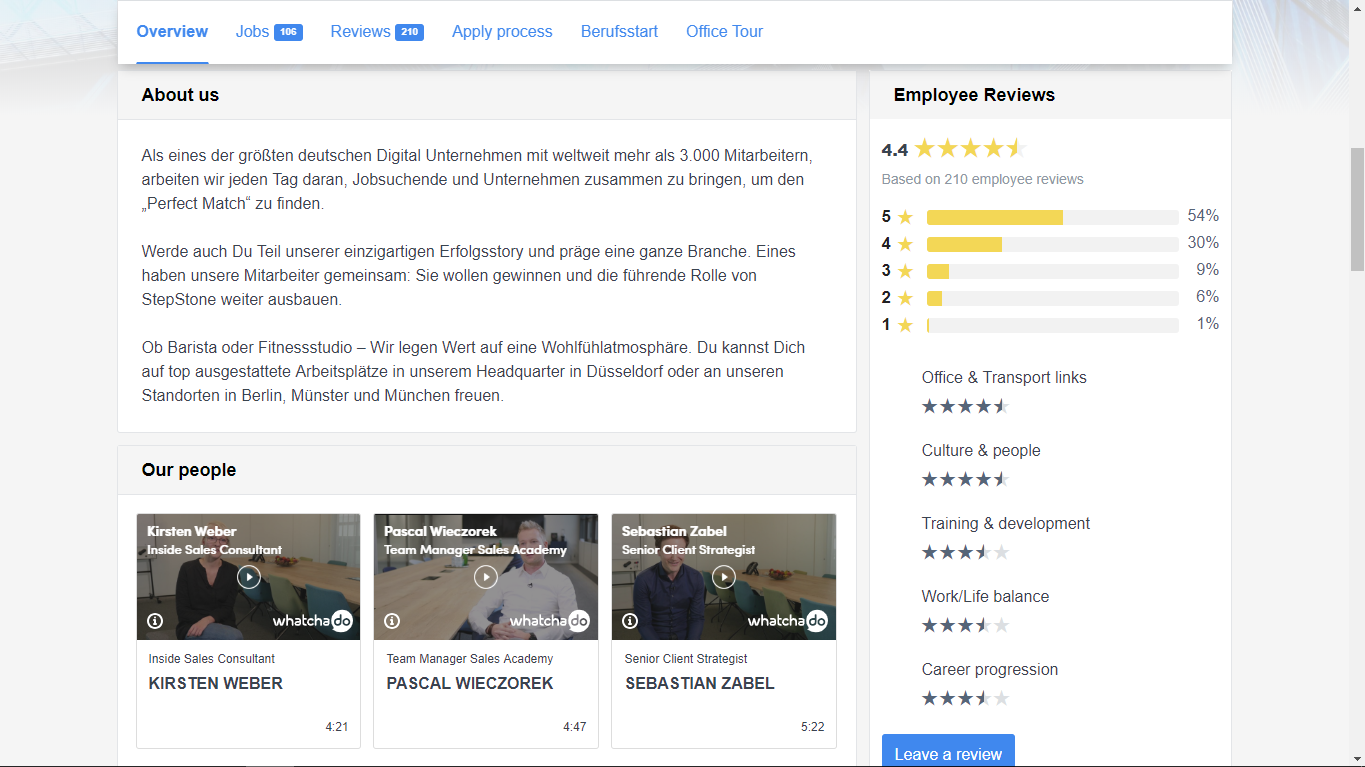 Overview
Jobs 106
Reviews 210
Apply process
Berufsstart
Office Tour
About us
Als eines der größten deutschen Digital Unternehmen mit weltweit mehr als 3.000 Mitarbeitern,
arbeiten wir jeden Tag daran, Jobsuchende und Unternehmen zusammen zu bringen, um den
„Perfect Match“ zu finden.
Werde auch Du Teil unserer einzigartigen Erfolgsstory und präge eine ganze Branche. Eines
haben unsere Mitarbeiter gemeinsam: Sie wollen gewinnen und die führende Rolle von
StepStone weiter ausbauen.
Ob Barista oder Fitnessstudio – Wir legen Wert auf eine Wohlfühlatmosphäre. Du kannst Dich
auf top ausgestattete Arbeitsplätze in unserem Headquarter in Düsseldorf oder an unseren
Standorten in Berlin, Münster und München freuen.
Our people
Kirsten Weber
Inside Sales Consultant
whatchado
Inside Sales Consultant
KIRSTEN WEBER
4:21
Pascal Wieczorek
Team Manager Sales Academy
whatchado
Team Manager Sales Academy
PASCAL WIECZOREK
4:47
Sebastian Zabel
Senior Client Strategist
whatchado
Senior Client Strategist
SEBASTIAN ZABEL
5:22
Employee Reviews
4.4
Based on 210 employee reviews
5 54%
4 30%
3 9%
2 6%
1 1%
Office & Transport links
Culture & people
Training & development
Work/Life balance
Career progression
Leave a review